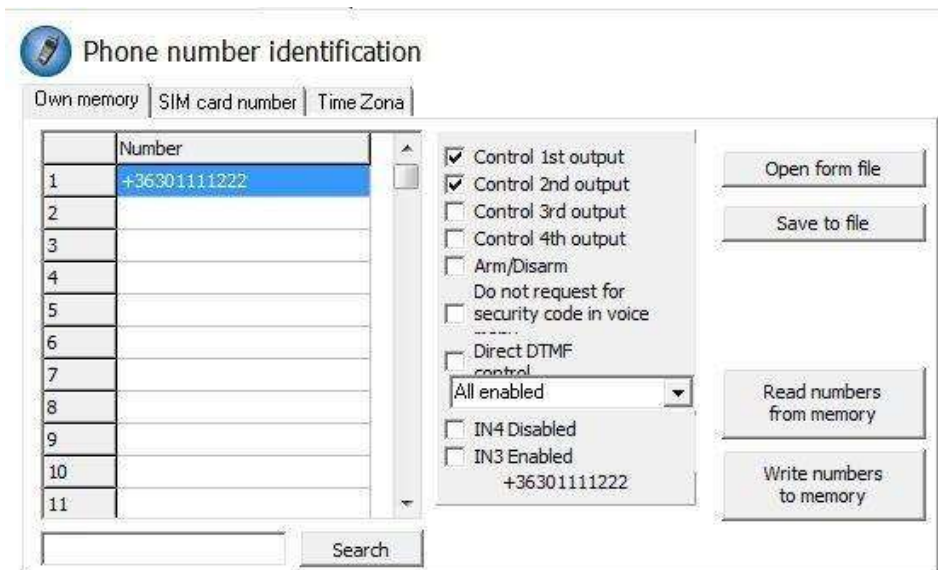 Phone number identification
Own memory
SIM card number
Time Zona
Number
1
+36301111222
2
3
4
5
6
7
8
9
10
11
Search
Control 1st output
Control 2nd output
Control 3rd output
Control 4th output
Arm/Disarm
Do not request for
security code in voice
Direct DTMF
control
All enabled
IN4 Disabled
IN3 Enabled
+36301111222
Open form file
Save to file
Read numbers
from memory
Write numbers
to memory